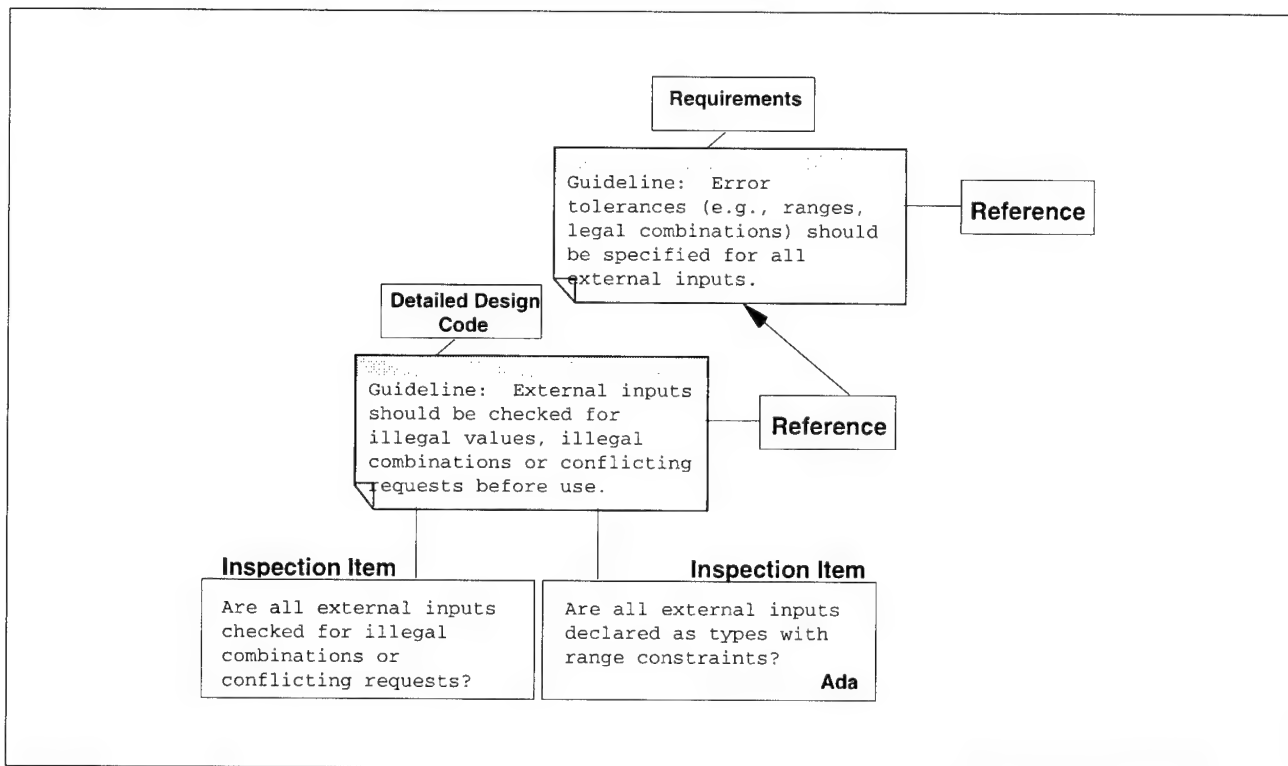 Requirements
Guideline:  Error
tolerances (e.g., ranges,
legal combinations) should
be specified for all
external inputs.
Reference
Detailed Design
Code
Guideline:  External inputs
should be checked for
illegal values, illegal
combinations or conflicting
requests before use.
Reference
Inspection Item
Are all external inputs
checked for illegal
combinations or
conflicting requests?
Inspection Item
Are all external inputs
declared as types with
range constraints?
Ada